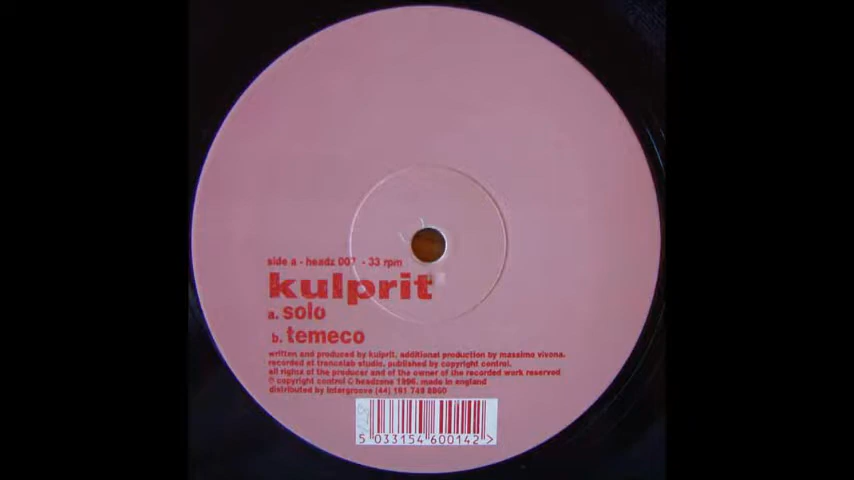 side a - headz 007 - 33 rpm
kulprit
a. solo
b. temeco
written and produced by kulprit, additional production by massimo vivona.
recorded at trancelab studio. published by copyright control.
all rights of the producer and of the owner of the recorded work reserved
© copyright control © headzone 1996. made in england
distributed by intergroove (44) 181 749 8860
5 033154 600142 >